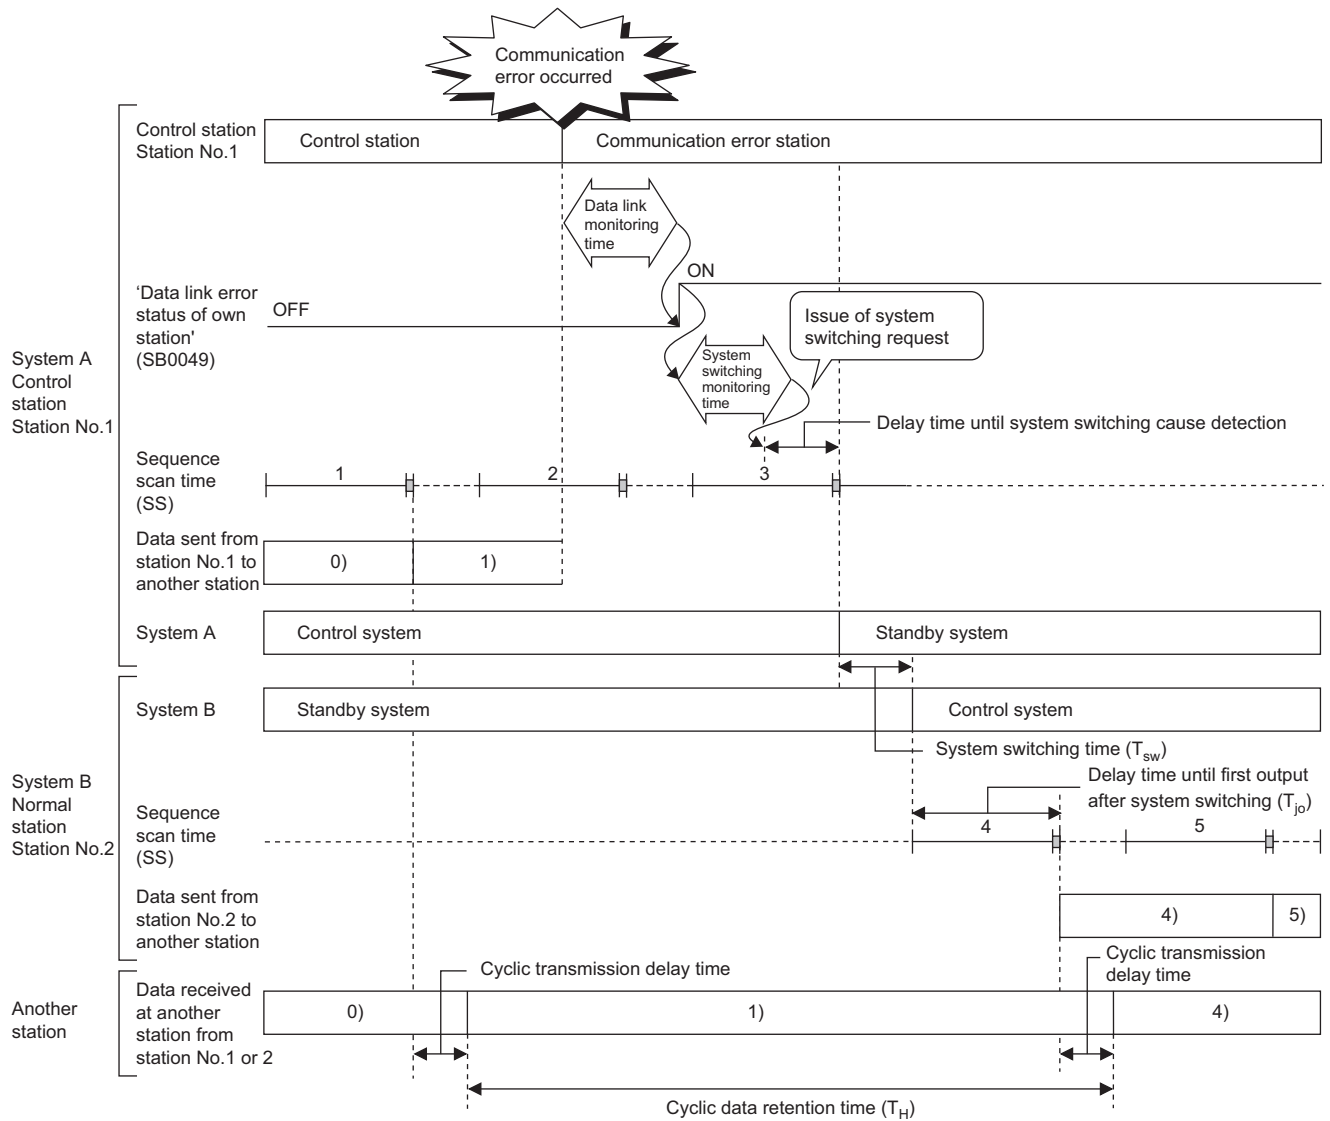 Communication
error occurred
Control station
Station No.1
Control station
Communication error station
Data link
monitoring
time
ON
'Data link error
status of own
station'
(SB0049)
OFF
Issue of system
switching request
System A
Control
station
Station No.1
System
switching
monitoring
time
Delay time until system switching cause detection
Sequence
scan time
(SS)
1
2
3
Data sent from
station No.1 to
another station
0)
1)
System A
Control system
Standby system
System B
Standby system
Control system
System switching time (Tsw)
System B
Normal
station
Station No.2
Delay time until first output
after system switching (Tjo)
Sequence
scan time
(SS)
4
5
Data sent from
station No.2 to
another station
4)
5)
Cyclic transmission delay time
Cyclic transmission
delay time
Another
station
Data received
at another
station from
station No.1 or 2
0)
1)
4)
Cyclic data retention time (TH)